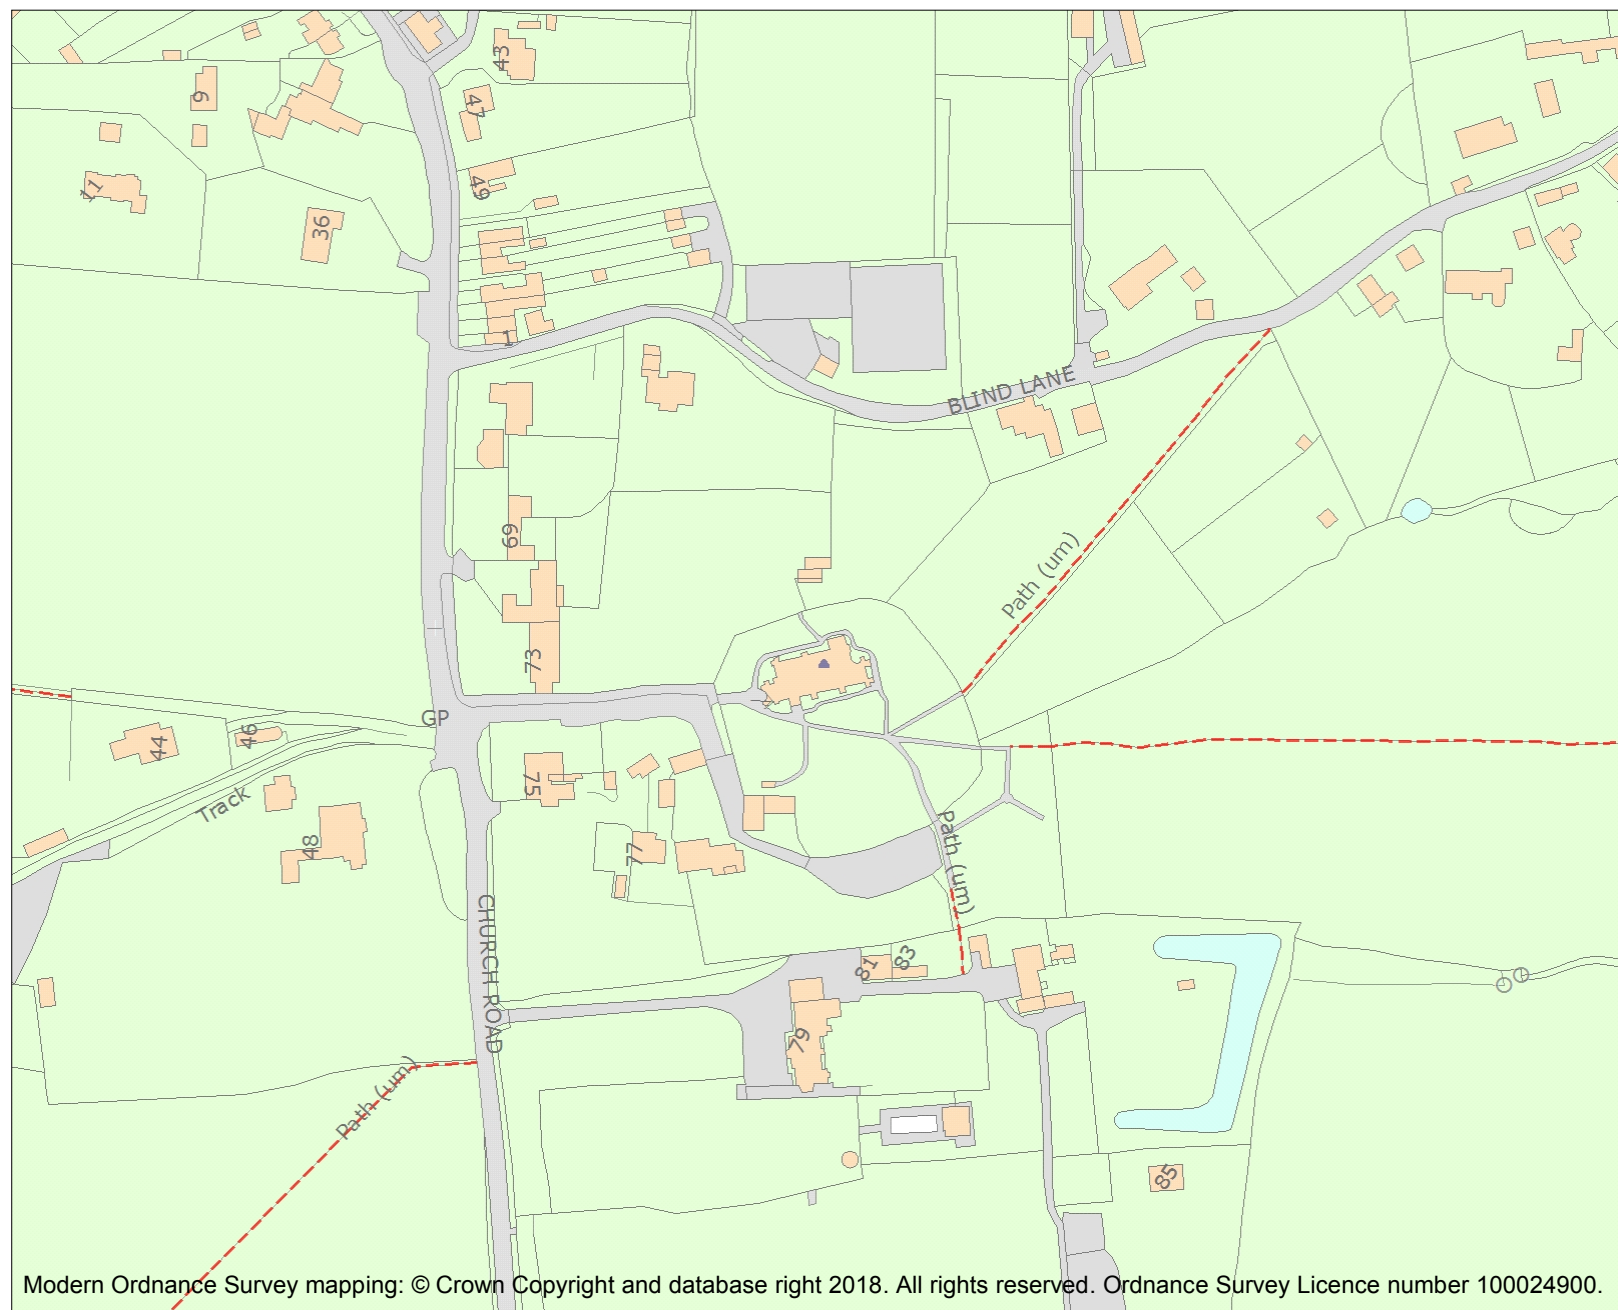 43
9
47
11
49
36
1
BLIND LANE
69
Path (um)
73
GP
46
44
75
Track
48
77
Path (um)
CHURCH ROAD
81
83
79
Path (um)
85
Modern Ordnance Survey mapping: © Crown Copyright and database right 2018. All rights reserved. Ordnance Survey Licence number 100024900.